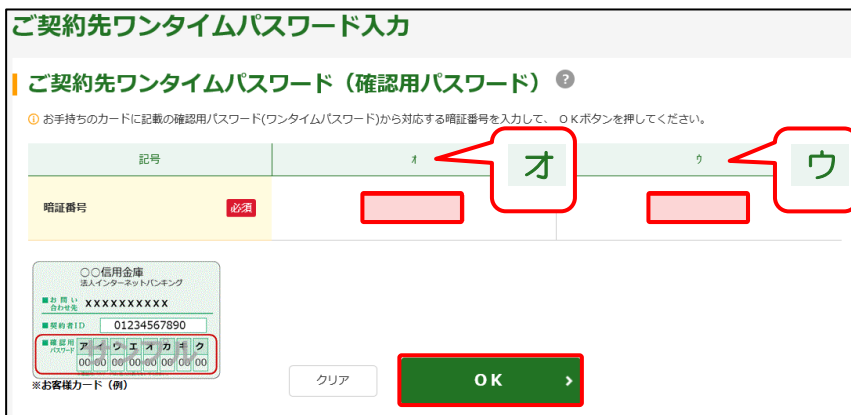 ご契約先ワンタイムパスワード入力
ご契約先ワンタイムパスワード（確認用パスワード） ?
お手持ちのカードに記載の確認用パスワード(ワンタイムパスワード)から対応する暗証番号を入力して、 ＯＫボタンを押してください。
記号 ｵ オ ｳ ウ
暗証番号 必須
○○信用金庫
法人インターネットバンキング
■お問い合わせ先 ＸＸＸＸＸＸＸＸＸＸ
■契約者ID 01234567890
■確認用パスワード ア イ ウ エ オ カ キ ク
00 00 00 00 00 00 00 00
サンプル
※お客様カード（例）
クリア
ＯＫ